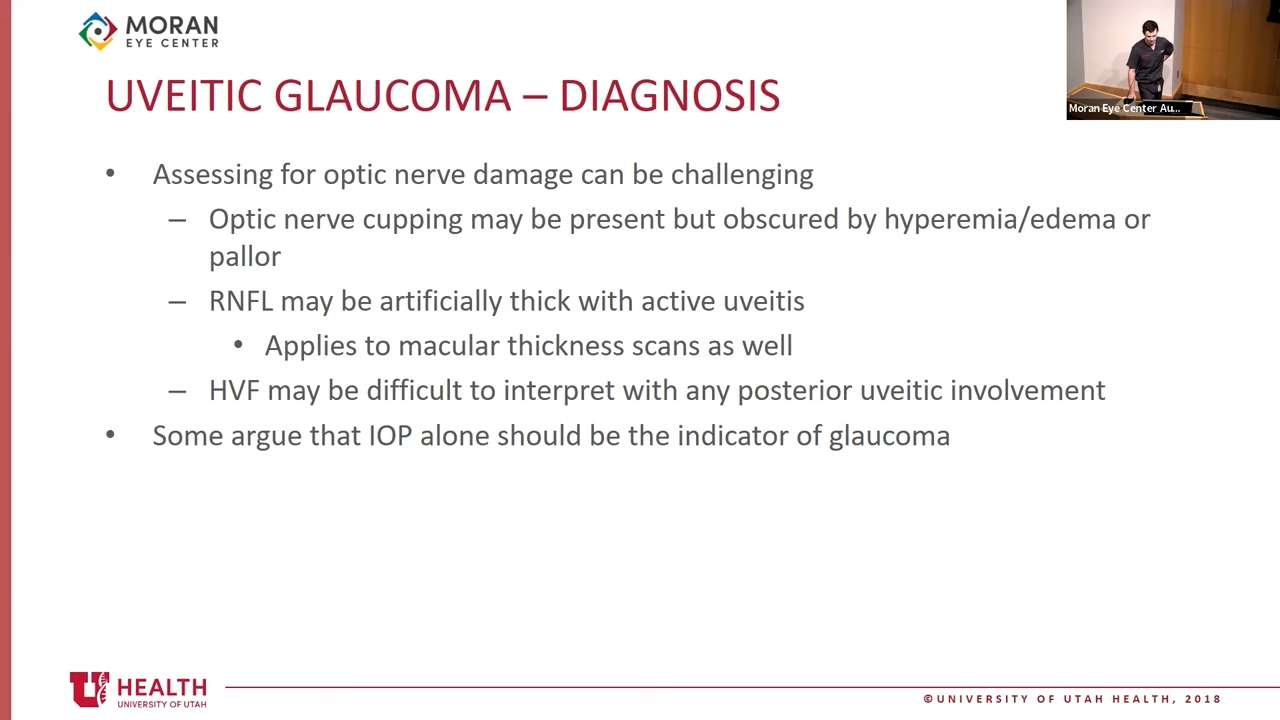 MORAN
EYE CENTER
Moran Eye Center Au...
UVEITIC GLAUCOMA – DIAGNOSIS
• Assessing for optic nerve damage can be challenging
– Optic nerve cupping may be present but obscured by hyperemia/edema or
pallor
– RNFL may be artificially thick with active uveitis
• Applies to macular thickness scans as well
– HVF may be difficult to interpret with any posterior uveitic involvement
• Some argue that IOP alone should be the indicator of glaucoma
U HEALTH
UNIVERSITY OF UTAH
©UNIVERSITY OF UTAH HEALTH, 2018